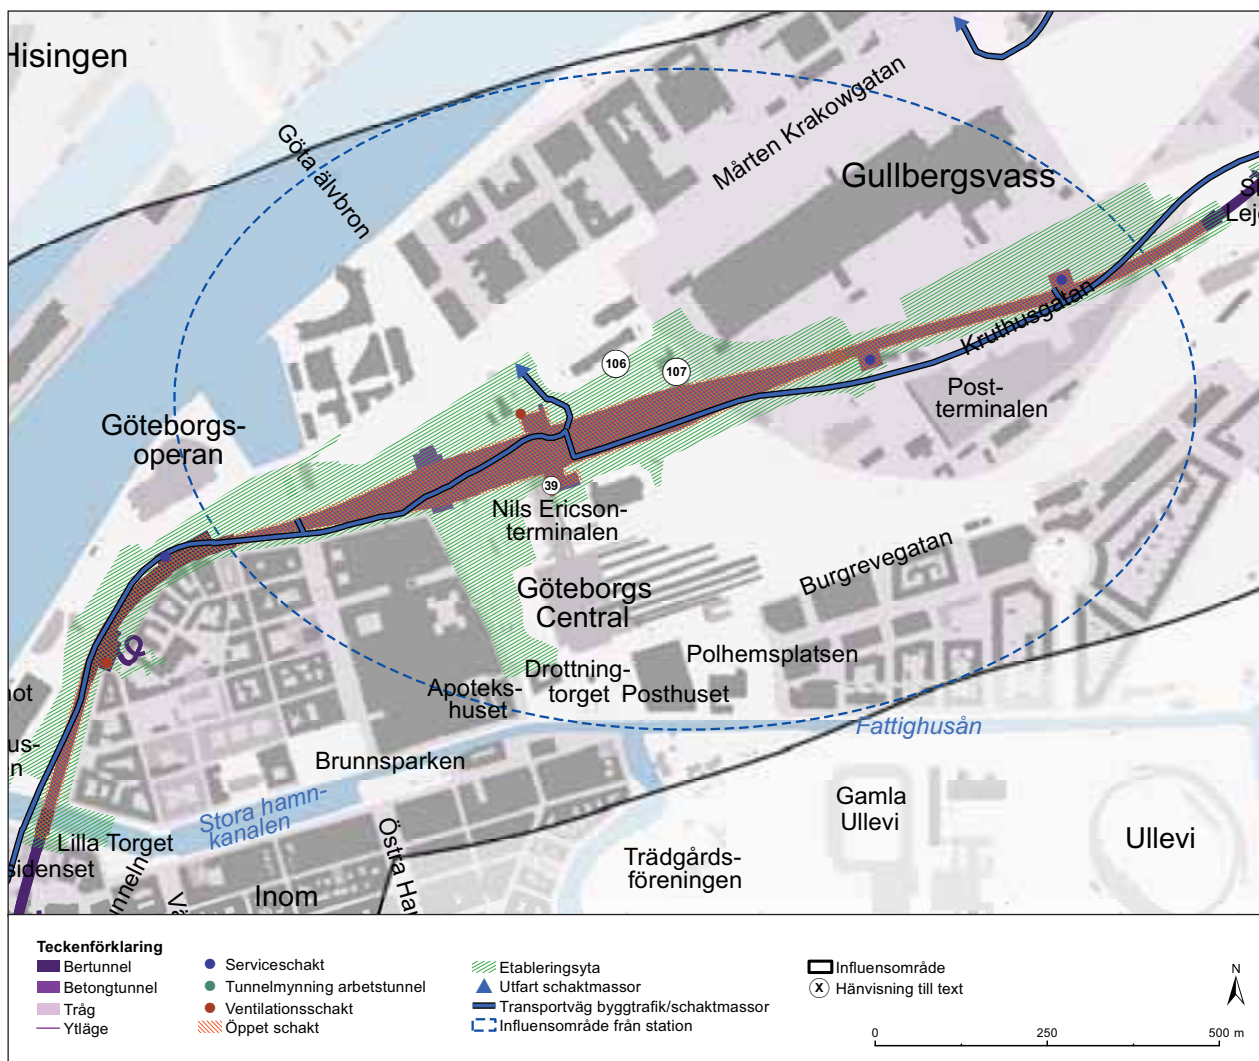 Hisingen
Göta älvbron
Mårten Krakowgatan
Gullbergsvass
Lej
Kruthusgatan
106
107
Post-
terminalen
Göteborgs-
operan
39
Nils Ericson-
terminalen
Burgrevegatan
Göteborgs
Central
Polhemsplatsen
Drottning-
torget
Posthuset
Apoteks-
huset
Fattighusån
Brunnsparken
Stora hamn-
kanalen
Gamla
Ullevi
Ullevi
Lilla Torget
sidenset
Östra Ham
Trädgårds-
föreningen
Inom
Teckenförklaring
Bertunnel
Betongtunnel
Tråg
Ytläge
Serviceschakt
Tunnelmynning arbetstunnel
Ventilationsschakt
Öppet schakt
Etableringsyta
Utfart schaktmassor
Transportväg byggtrafik/schaktmassor
Influensområde från station
Influensområde
X Hänvisning till text
N
0 250 500 m